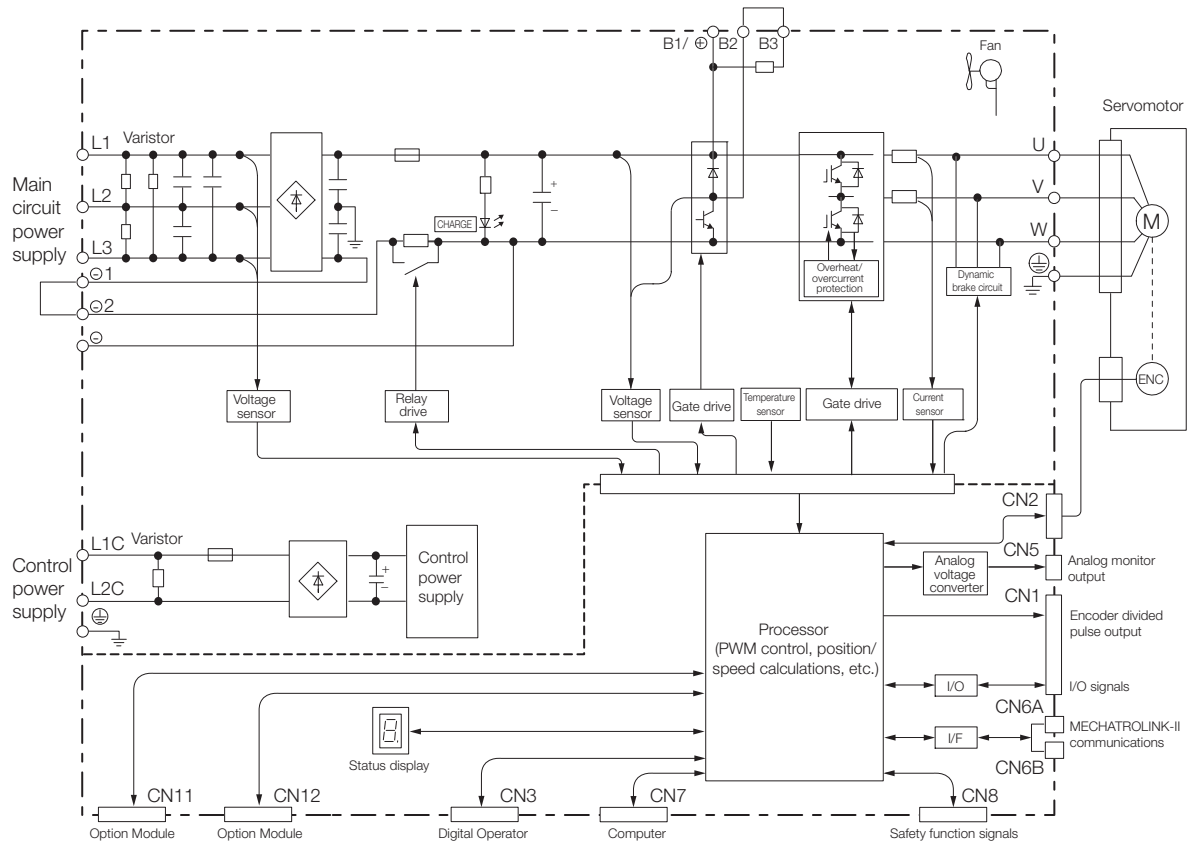 B1/ ⊕ B2 B3
Fan
Servomotor
L1 Varistor
U
Main
circuit
power
supply
L2
V
+
CHARGE
−
M
L3
W
⊖ 1
Overheat/
overcurrent
protection
Dynamic
brake circuit
⊖ 2
⊖
ENC
Voltage
sensor
Relay
drive
Voltage
sensor
Gate drive
Temperature
sensor
Gate drive
Current
sensor
CN2
L1C Varistor
Control
power
supply
+
−
Control
power
supply
L2C
CN5
Analog
voltage
converter
Analog monitor
output
CN1
Processor
(PWM control, position/
speed calculations, etc.)
Encoder divided
pulse output
I/O
I/O signals
CN6A
I/F
MECHATROLINK-II
communications
CN6B
8.
Status display
CN11
CN12
CN3
CN7
CN8
Option Module
Option Module
Digital Operator
Computer
Safety function signals